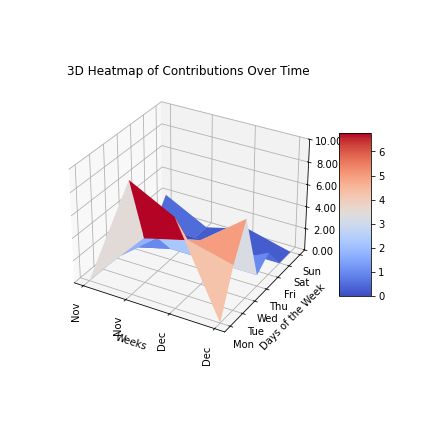 3D Heatmap of Contributions Over Time
10.00
8.00
6.00
4.00
2.00
0.00
6
5
4
3
2
1
0
Sun
Sat
Fri
Thu
Wed
Tue
Mon
Days of the Week
Nov
Nov
Dec
Dec
Weeks